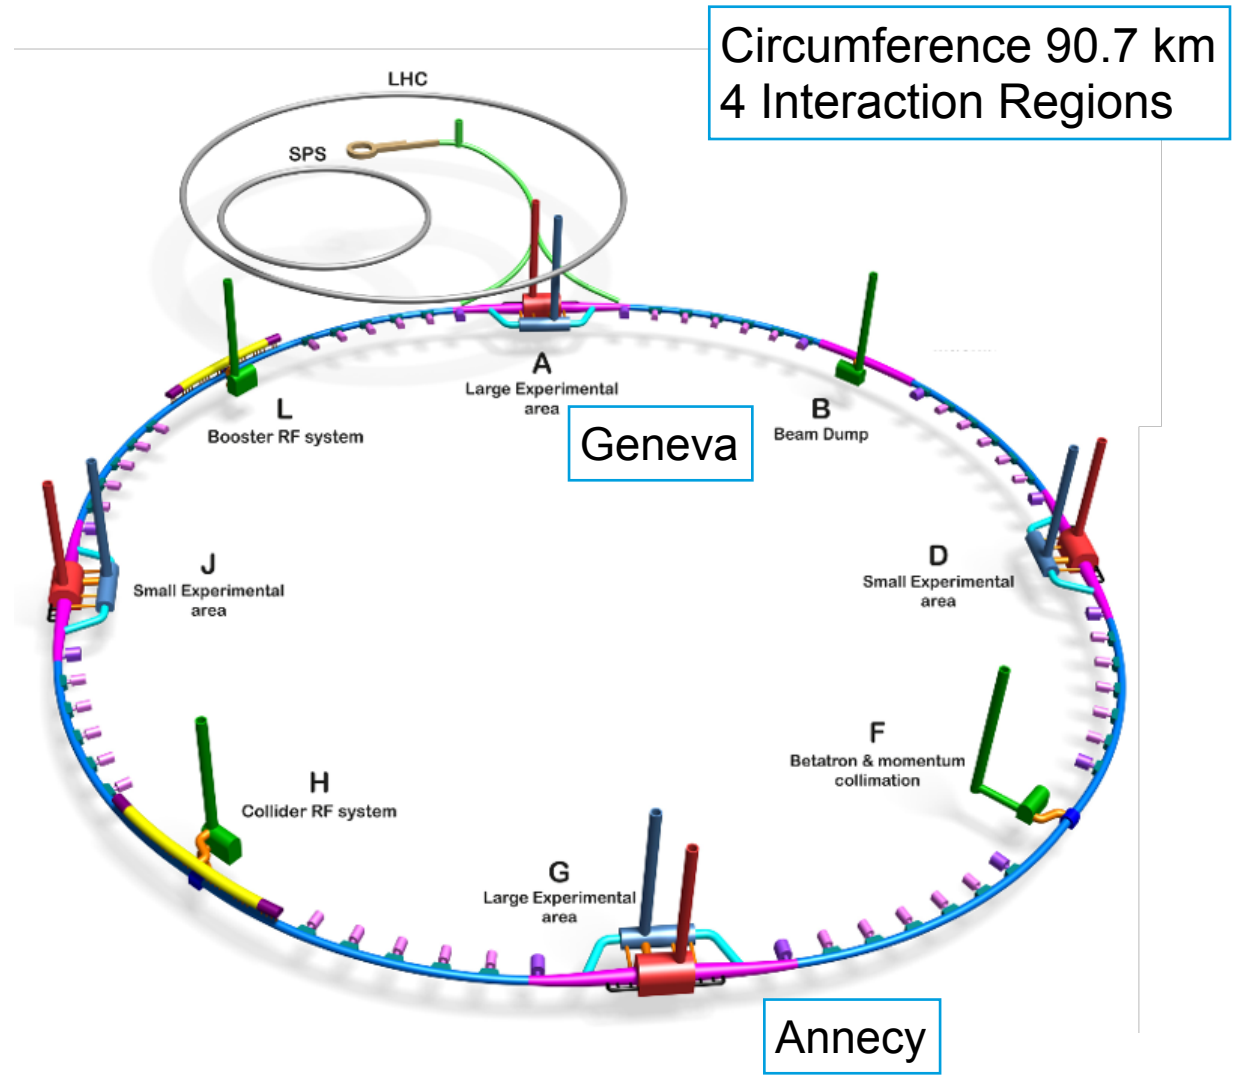 Circumference 90.7 km
4 Interaction Regions
LHC
SPS
A
Large Experimental
area
L
Booster RF system
B
Beam Dump
Geneva
J
Small Experimental
area
D
Small Experimental
area
F
Betatron & momentum
collimation
H
Collider RF system
G
Large Experimental
area
Annecy